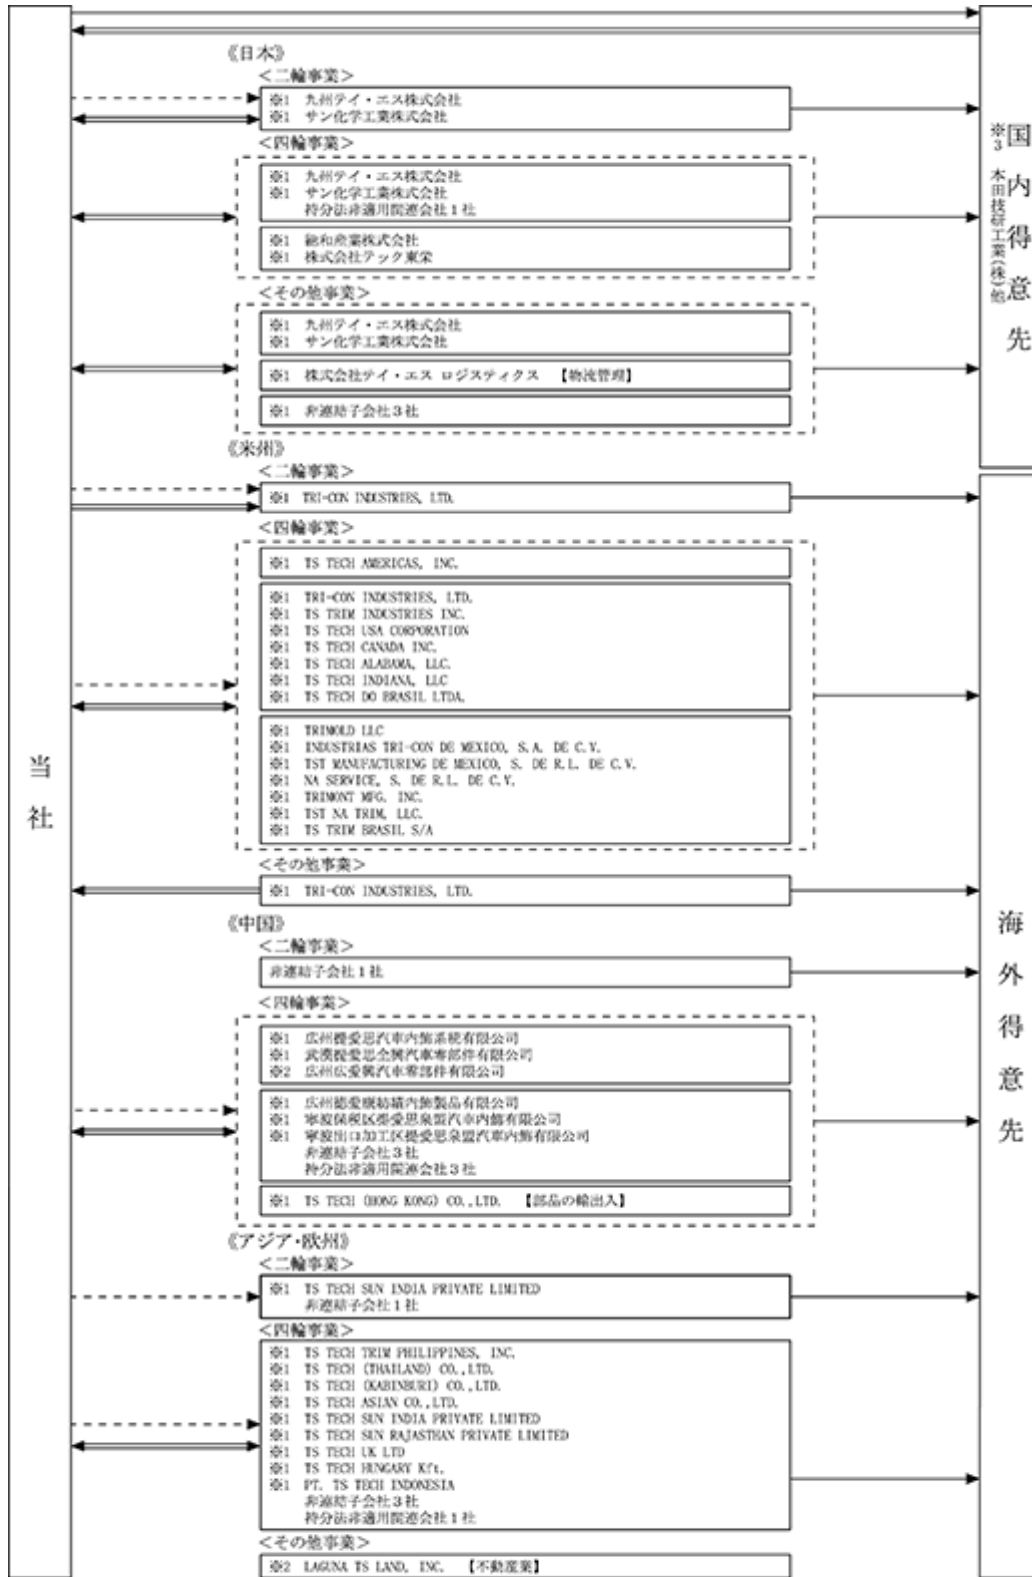 《日本》
＜二輪事業＞
※1 九州テイ・エス株式会社
※1 サン化学工業株式会社
＜四輪事業＞
※1 九州テイ・エス株式会社
※1 サン化学工業株式会社
持分法非適用関連会社1社
※1 総和産業株式会社
※1 株式会社テック東栄
＜その他事業＞
※1 九州テイ・エス株式会社
※1 サン化学工業株式会社
※1 株式会社テイ・エス ロジスティクス 【物流管理】
※1 非連結子会社3社
国内得意先
※3 本田技研工業(株)他
《米州》
＜二輪事業＞
※1 TRI-CON INDUSTRIES, LTD.
＜四輪事業＞
※1 TS TECH AMERICAS, INC.
※1 TRI-CON INDUSTRIES, LTD.
※1 TS TRIM INDUSTRIES INC.
※1 TS TECH USA CORPORATION
※1 TS TECH CANADA INC.
※1 TS TECH ALABAMA, LLC.
※1 TS TECH INDIANA, LLC
※1 TS TECH DO BRASIL LTDA.
※1 TRIMOLD LLC
※1 INDUSTRIAS TRI-CON DE MEXICO, S.A. DE C.V.
※1 TST MANUFACTURING DE MEXICO, S. DE R.L. DE C.V.
※1 NA SERVICE, S. DE R.L. DE C.V.
※1 TRIMONT MFG. INC.
※1 TST NA TRIM, LLC.
※1 TS TRIM BRASIL S/A
当社
＜その他事業＞
※1 TRI-CON INDUSTRIES, LTD.
《中国》
＜二輪事業＞
非連結子会社1社
＜四輪事業＞
※1 広州提愛思汽車内飾系統有限公司
※1 武漢提愛思全興汽車零部件有限公司
※2 広州広愛興汽車零部件有限公司
※1 広州徳愛康紡織内飾製品有限公司
※1 寧波保税区提愛思泉盟汽車内飾有限公司
※1 寧波出口加工区提愛思泉盟汽車内飾有限公司
非連結子会社3社
持分法非適用関連会社3社
※1 TS TECH (HONG KONG) CO.,LTD. 【部品の輸出入】
海外得意先
《アジア・欧州》
＜二輪事業＞
※1 TS TECH SUN INDIA PRIVATE LIMITED
非連結子会社1社
＜四輪事業＞
※1 TS TECH TRIM PHILIPPINES, INC.
※1 TS TECH (THAILAND) CO.,LTD.
※1 TS TECH (KABINBURI) CO.,LTD.
※1 TS TECH ASIAN CO.,LTD.
※1 TS TECH SUN INDIA PRIVATE LIMITED
※1 TS TECH SUN RAJASTHAN PRIVATE LIMITED
※1 TS TECH UK LTD
※1 TS TECH HUNGARY Kft.
※1 PT. TS TECH INDONESIA
非連結子会社3社
持分法非適用関連会社1社
＜その他事業＞
※2 LAGUNA TS LAND, INC. 【不動産業】